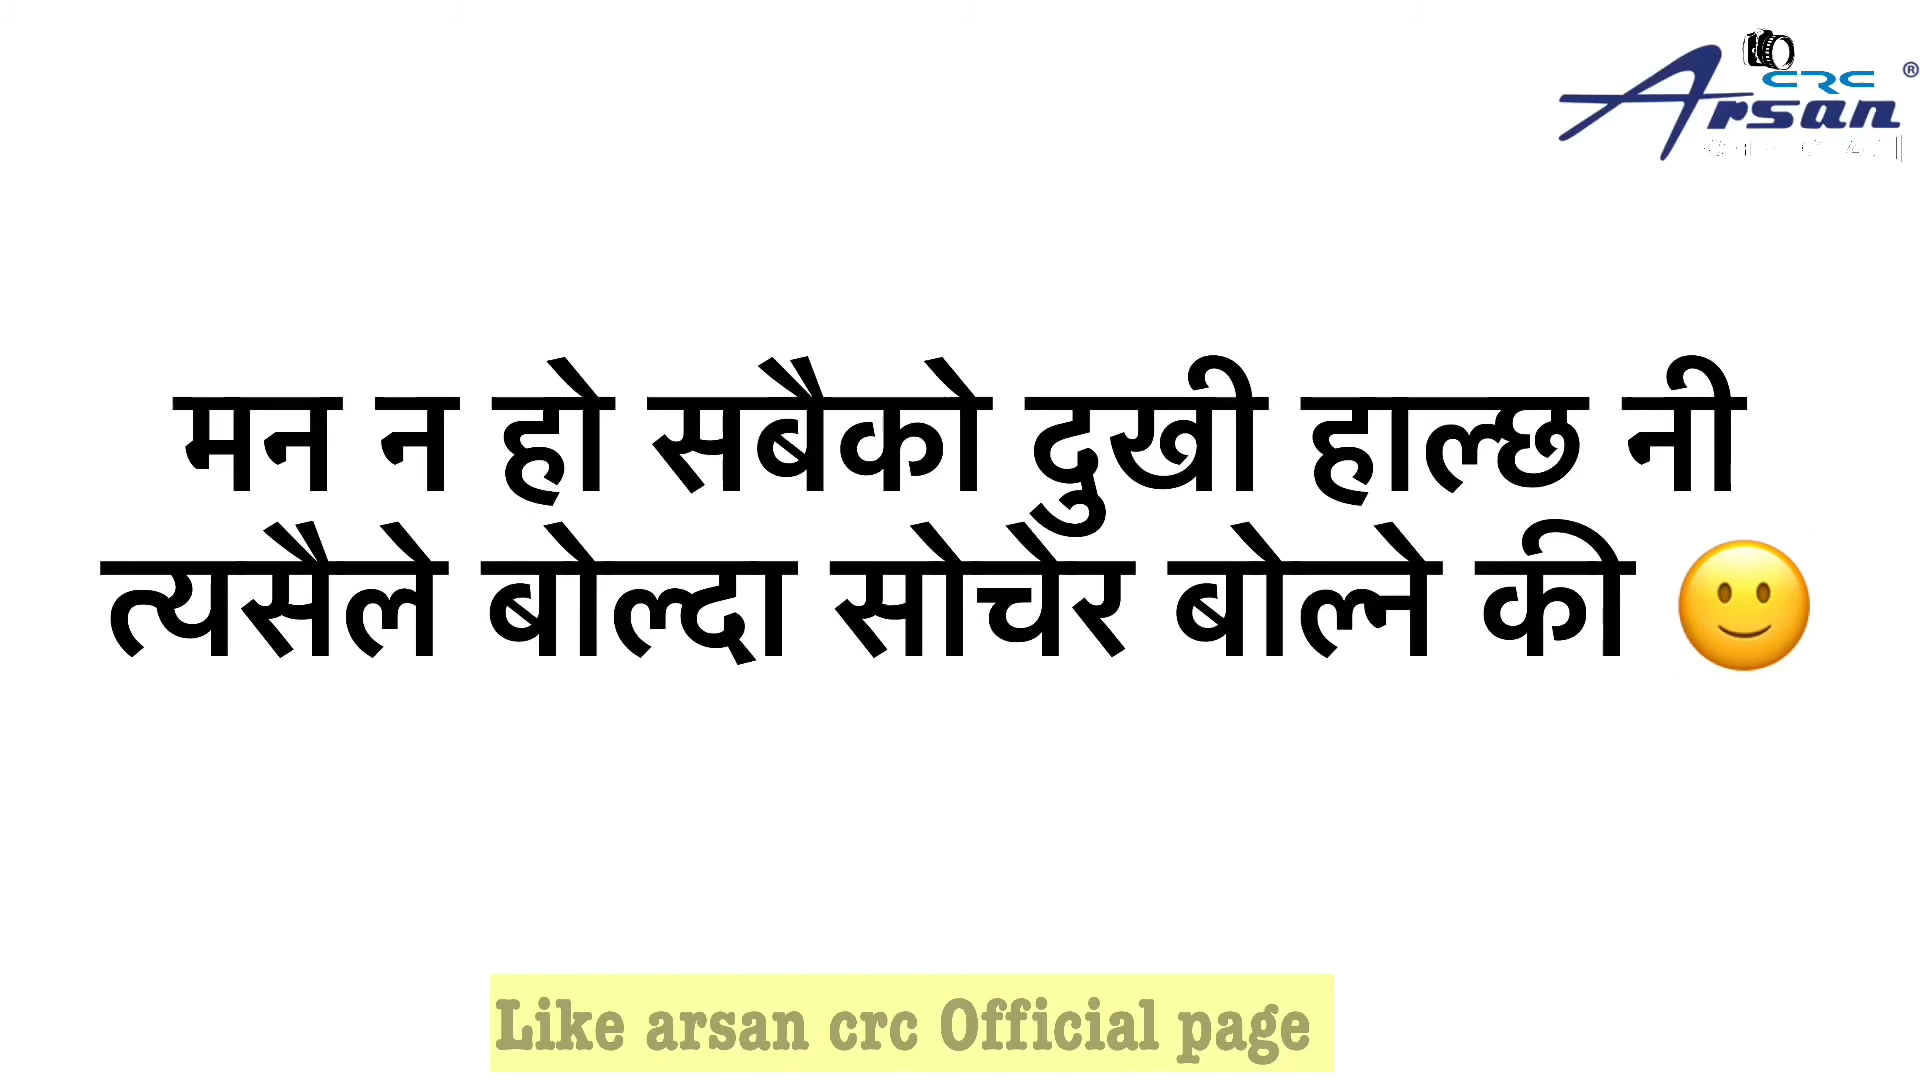 CRC
Arsan ®
मन न हो सबैको दुखी हाल्छ नी
त्यसैले बोल्दा सोचेर बोल्ने की 🙂
Like arsan crc Official page